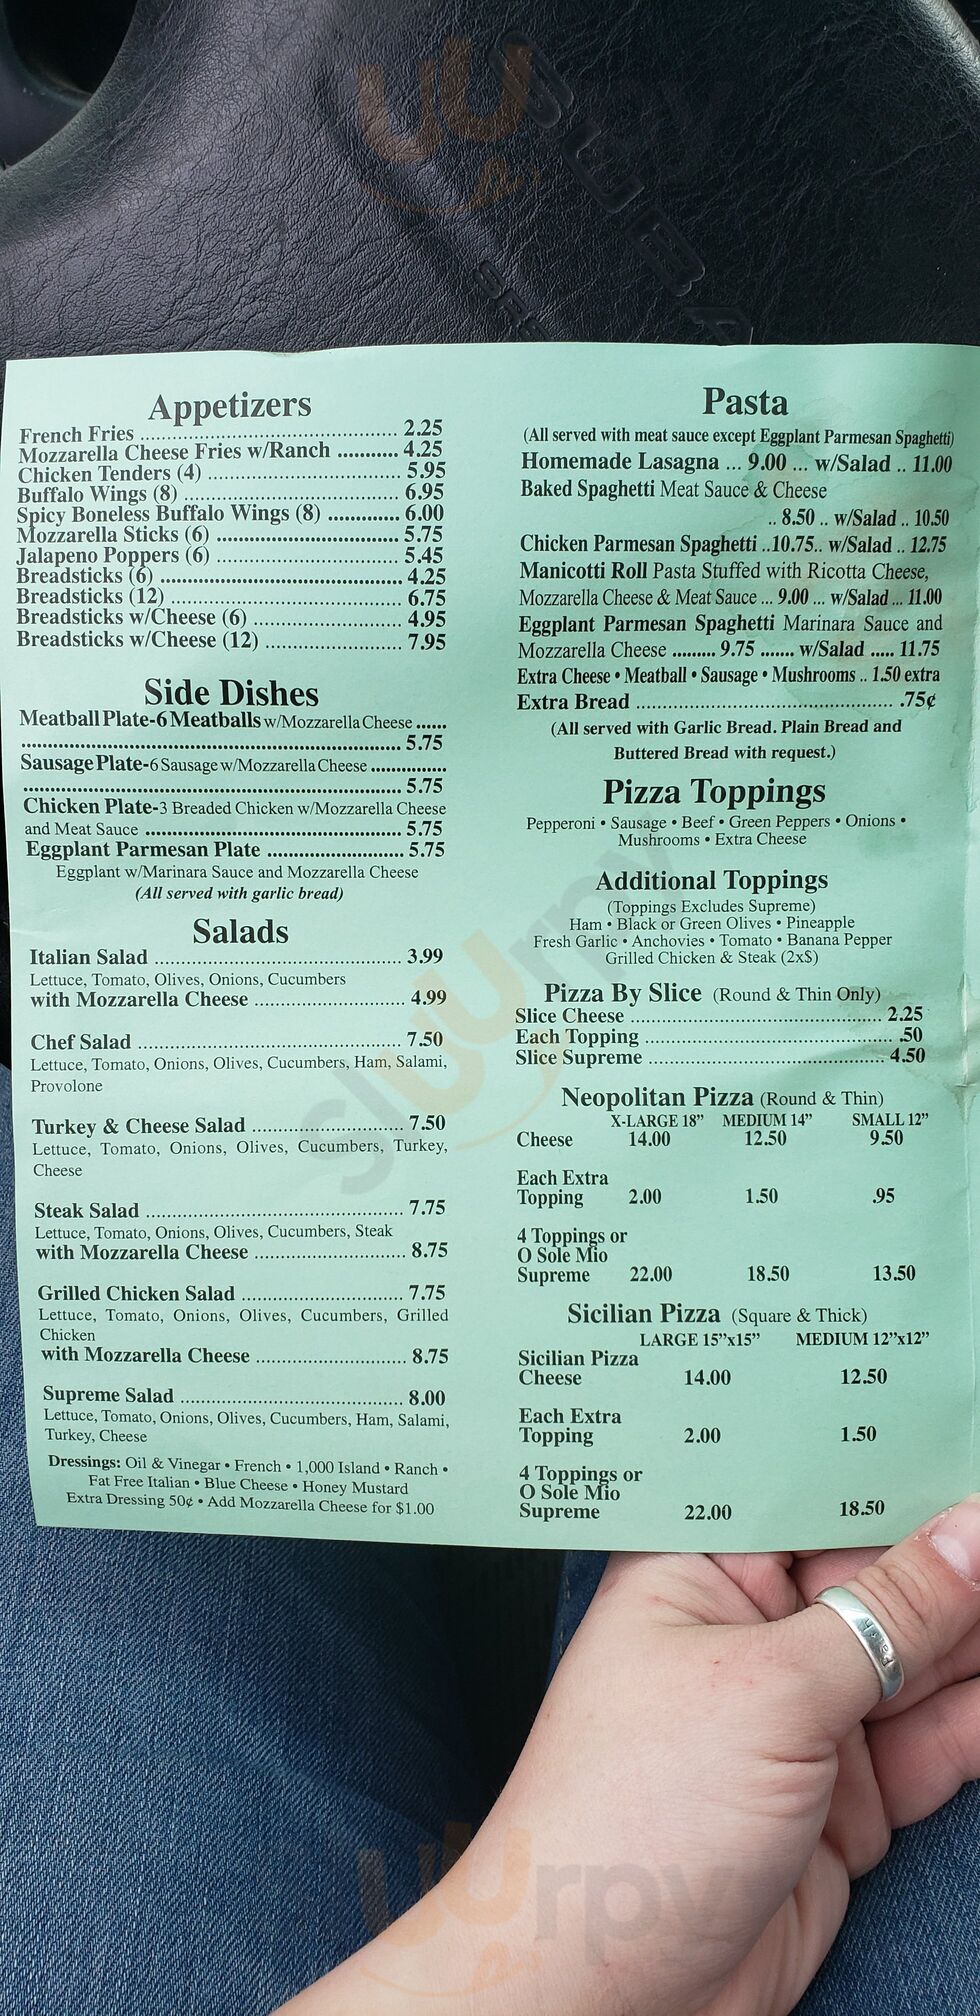 SUBA
Appetizers
French Fries ........ 2.25
Mozzarella Cheese Fries w/Ranch ........ 4.25
Chicken Tenders (4) ........ 5.95
Buffalo Wings (8) ........ 6.95
Spicy Boneless Buffalo Wings (8) ........ 6.00
Mozzarella Sticks (6) ........ 5.75
Jalapeno Poppers (6) ........ 5.45
Breadsticks (6) ........ 4.25
Breadsticks (12) ........ 6.75
Breadsticks w/Cheese (6) ........ 4.95
Breadsticks w/Cheese (12) ........ 7.95
Side Dishes
Meatball Plate-6 Meatballs w/Mozzarella Cheese ......
........ 5.75
Sausage Plate-6 Sausage w/Mozzarella Cheese ........
........ 5.75
Chicken Plate-3 Breaded Chicken w/Mozzarella Cheese
and Meat Sauce ........ 5.75
Eggplant Parmesan Plate ........ 5.75
Eggplant w/Marinara Sauce and Mozzarella Cheese
(All served with garlic bread)
Salads
Italian Salad ........ 3.99
Lettuce, Tomato, Olives, Onions, Cucumbers
with Mozzarella Cheese ........ 4.99
Chef Salad ........ 7.50
Lettuce, Tomato, Onions, Olives, Cucumbers, Ham, Salami,
Provolone
Turkey & Cheese Salad ........ 7.50
Lettuce, Tomato, Onions, Olives, Cucumbers, Turkey,
Cheese
Steak Salad ........ 7.75
Lettuce, Tomato, Onions, Olives, Cucumbers, Steak
with Mozzarella Cheese ........ 8.75
Grilled Chicken Salad ........ 7.75
Lettuce, Tomato, Onions, Olives, Cucumbers, Grilled
Chicken
with Mozzarella Cheese ........ 8.75
Supreme Salad ........ 8.00
Lettuce, Tomato, Onions, Olives, Cucumbers, Ham, Salami,
Turkey, Cheese
Dressings: Oil & Vinegar • French • 1,000 Island • Ranch •
Fat Free Italian • Blue Cheese • Honey Mustard
Extra Dressing 50¢ • Add Mozzarella Cheese for $1.00
Pasta
(All served with meat sauce except Eggplant Parmesan Spaghetti)
Homemade Lasagna ... 9.00 ... w/Salad .. 11.00
Baked Spaghetti Meat Sauce & Cheese
.. 8.50 .. w/Salad .. 10.50
Chicken Parmesan Spaghetti ..10.75.. w/Salad .. 12.75
Manicotti Roll Pasta Stuffed with Ricotta Cheese,
Mozzarella Cheese & Meat Sauce ... 9.00 ... w/Salad ... 11.00
Eggplant Parmesan Spaghetti Marinara Sauce and
Mozzarella Cheese ......... 9.75 ....... w/Salad ..... 11.75
Extra Cheese • Meatball • Sausage • Mushrooms .. 1.50 extra
Extra Bread ........ .75¢
(All served with Garlic Bread. Plain Bread and
Buttered Bread with request.)
Pizza Toppings
Pepperoni • Sausage • Beef • Green Peppers • Onions •
Mushrooms • Extra Cheese
Additional Toppings
(Toppings Excludes Supreme)
Ham • Black or Green Olives • Pineapple
Fresh Garlic • Anchovies • Tomato • Banana Pepper
Grilled Chicken & Steak (2x$)
Pizza By Slice (Round & Thin Only)
Slice Cheese ........ 2.25
Each Topping ........ .50
Slice Supreme ........ 4.50
Neopolitan Pizza (Round & Thin)
X-LARGE 18" MEDIUM 14" SMALL 12"
Cheese 14.00 12.50 9.50
Each Extra
Topping 2.00 1.50 .95
4 Toppings or
O Sole Mio
Supreme 22.00 18.50 13.50
Sicilian Pizza (Square & Thick)
LARGE 15"x15" MEDIUM 12"x12"
Sicilian Pizza
Cheese 14.00 12.50
Each Extra
Topping 2.00 1.50
4 Toppings or
O Sole Mio
Supreme 22.00 18.50
sluurpy